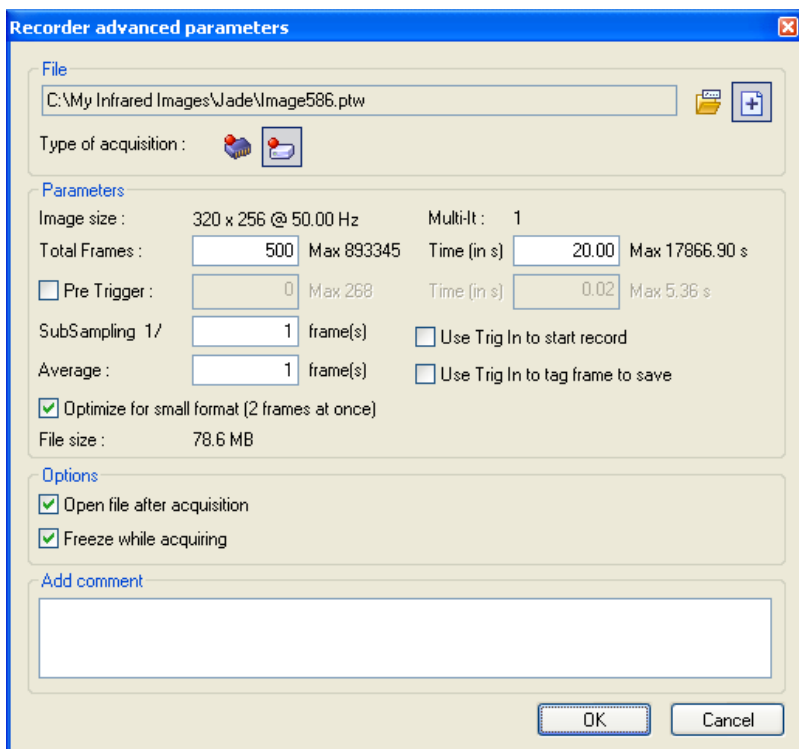 Recorder advanced parameters
File
C:\My Infrared Images\Jade\Image586.ptw
Type of acquisition :
Parameters
Image size : 320 x 256 @ 50.00 Hz Multi-It : 1
Total Frames : 500 Max 893345 Time (in s) 20.00 Max 17866.90 s
Pre Trigger : 0 Max 268 Time (in s) 0.02 Max 5.36 s
SubSampling 1/ 1 frame(s) Use Trig In to start record
Average : 1 frame(s) Use Trig In to tag frame to save
Optimize for small format (2 frames at once)
File size : 78.6 MB
Options
Open file after acquisition
Freeze while acquiring
Add comment
OK Cancel